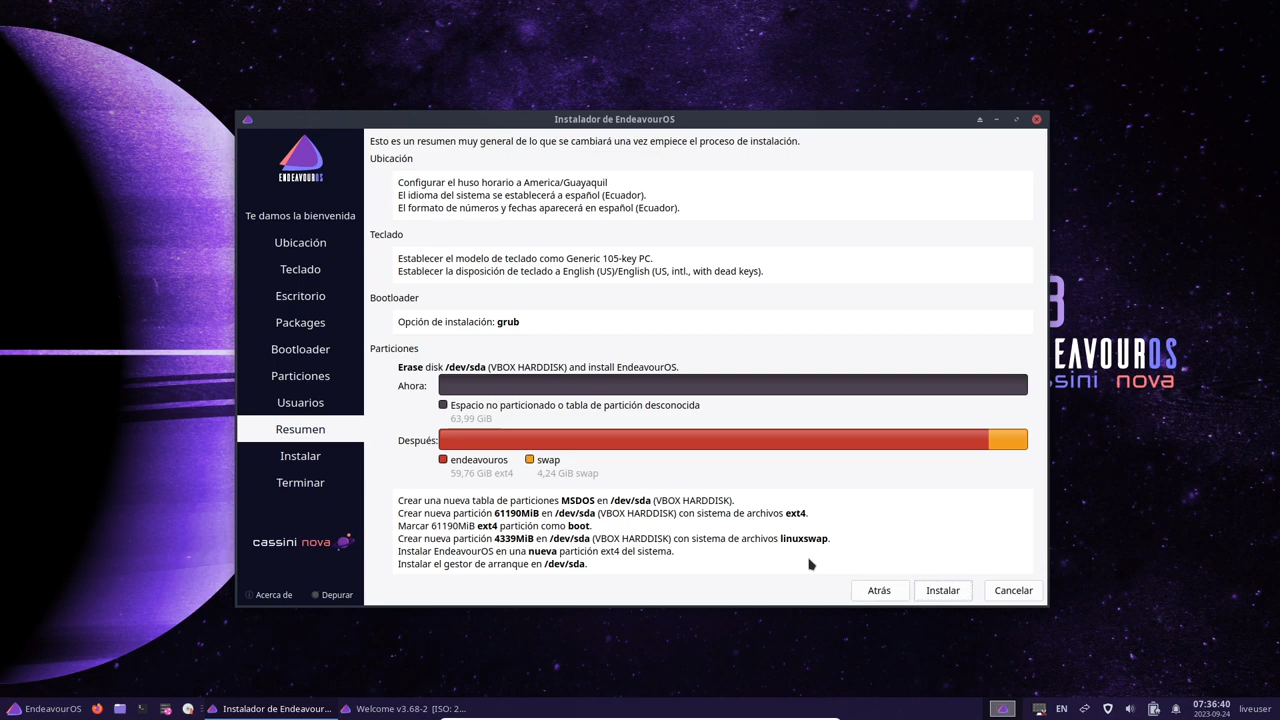 Instalador de EndeavourOS
ENDEAVOUROS
Te damos la bienvenida
Ubicación
Teclado
Escritorio
Packages
Bootloader
Particiones
Usuarios
Resumen
Instalar
Terminar
cassini nova
Acerca de
Depurar
Esto es un resumen muy general de lo que se cambiará una vez empiece el proceso de instalación.
Ubicación
Configurar el huso horario a America/Guayaquil
El idioma del sistema se establecerá a español (Ecuador).
El formato de números y fechas aparecerá en español (Ecuador).
Teclado
Establecer el modelo de teclado como Generic 105-key PC.
Establecer la disposición de teclado a English (US)/English (US, intl., with dead keys).
Bootloader
Opción de instalación: grub
Particiones
Erase disk /dev/sda (VBOX HARDDISK) and install EndeavourOS.
Ahora:
Espacio no particionado o tabla de partición desconocida
63,99 GiB
Después:
endeavouros swap
59,76 GiB ext4 4,24 GiB swap
Crear una nueva tabla de particiones MSDOS en /dev/sda (VBOX HARDDISK).
Crear nueva partición 61190MiB en /dev/sda (VBOX HARDDISK) con sistema de archivos ext4.
Marcar 61190MiB ext4 partición como boot.
Crear nueva partición 4339MiB en /dev/sda (VBOX HARDDISK) con sistema de archivos linuxswap.
Instalar EndeavourOS en una nueva partición ext4 del sistema.
Instalar el gestor de arranque en /dev/sda.
Atrás Instalar Cancelar
EAVOUROS
ssini nova
EndeavourOS
Instalador de EndeavourOS...
Welcome v3.68-2 [ISO: 2...
EN
07:36:40
2023-09-24
liveuser